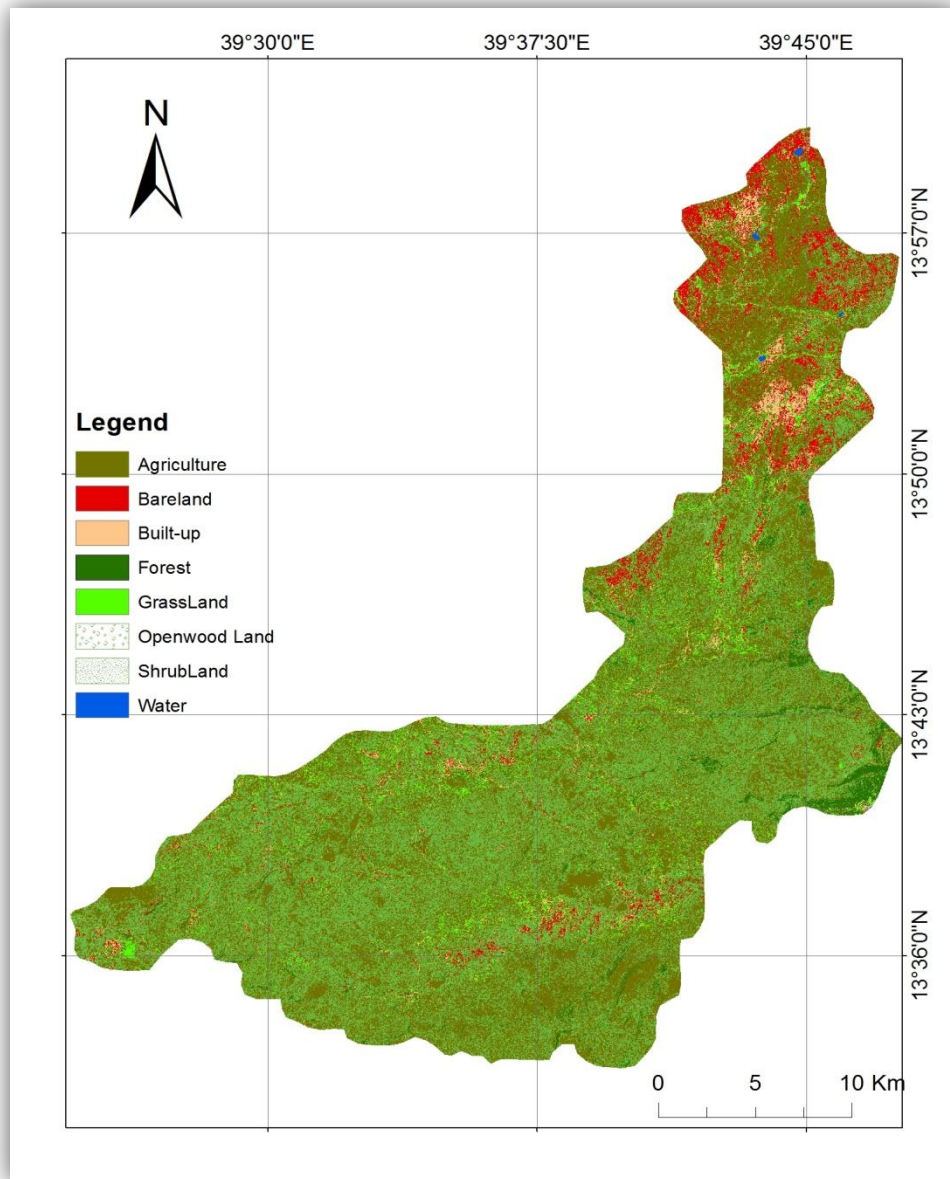 39°30'0"E 39°37'30"E 39°45'0"E
N
13°57'0"N
Legend
Agriculture
13°50'0"N
Bareland
Built-up
Forest
GrassLand
Openwood Land
ShrubLand
Water
13°43'0"N
13°36'0"N
0 5 10 Km